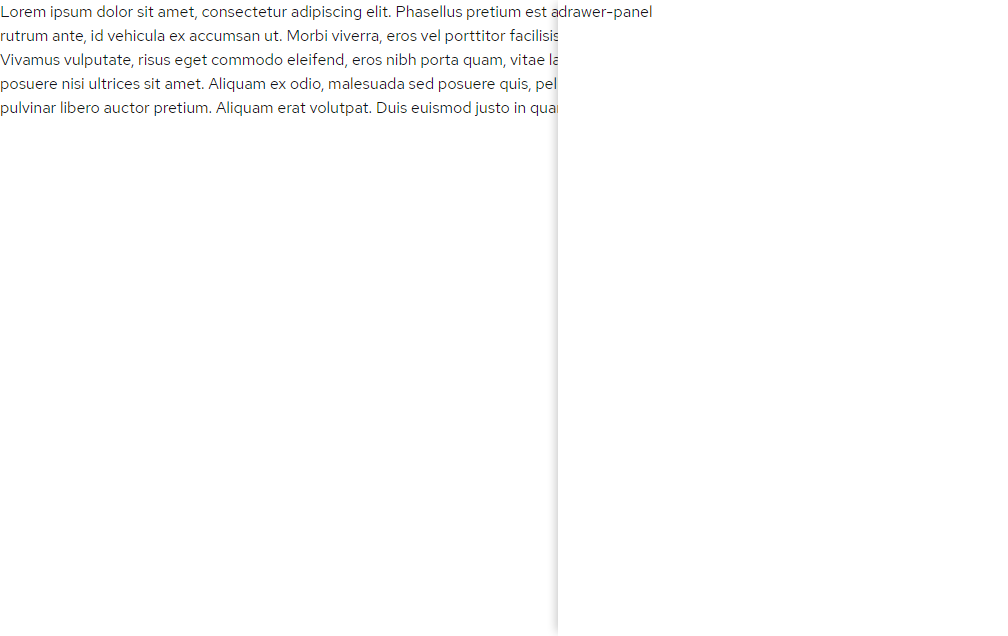 Lorem ipsum dolor sit amet, consectetur adipiscing elit. Phasellus pretium est a drawer-panel
rutrum ante, id vehicula ex accumsan ut. Morbi viverra, eros vel porttitor facilisis
Vivamus vulputate, risus eget commodo eleifend, eros nibh porta quam, vitae la
posuere nisi ultrices sit amet. Aliquam ex odio, malesuada sed posuere quis, pel
pulvinar libero auctor pretium. Aliquam erat volutpat. Duis euismod justo in qua